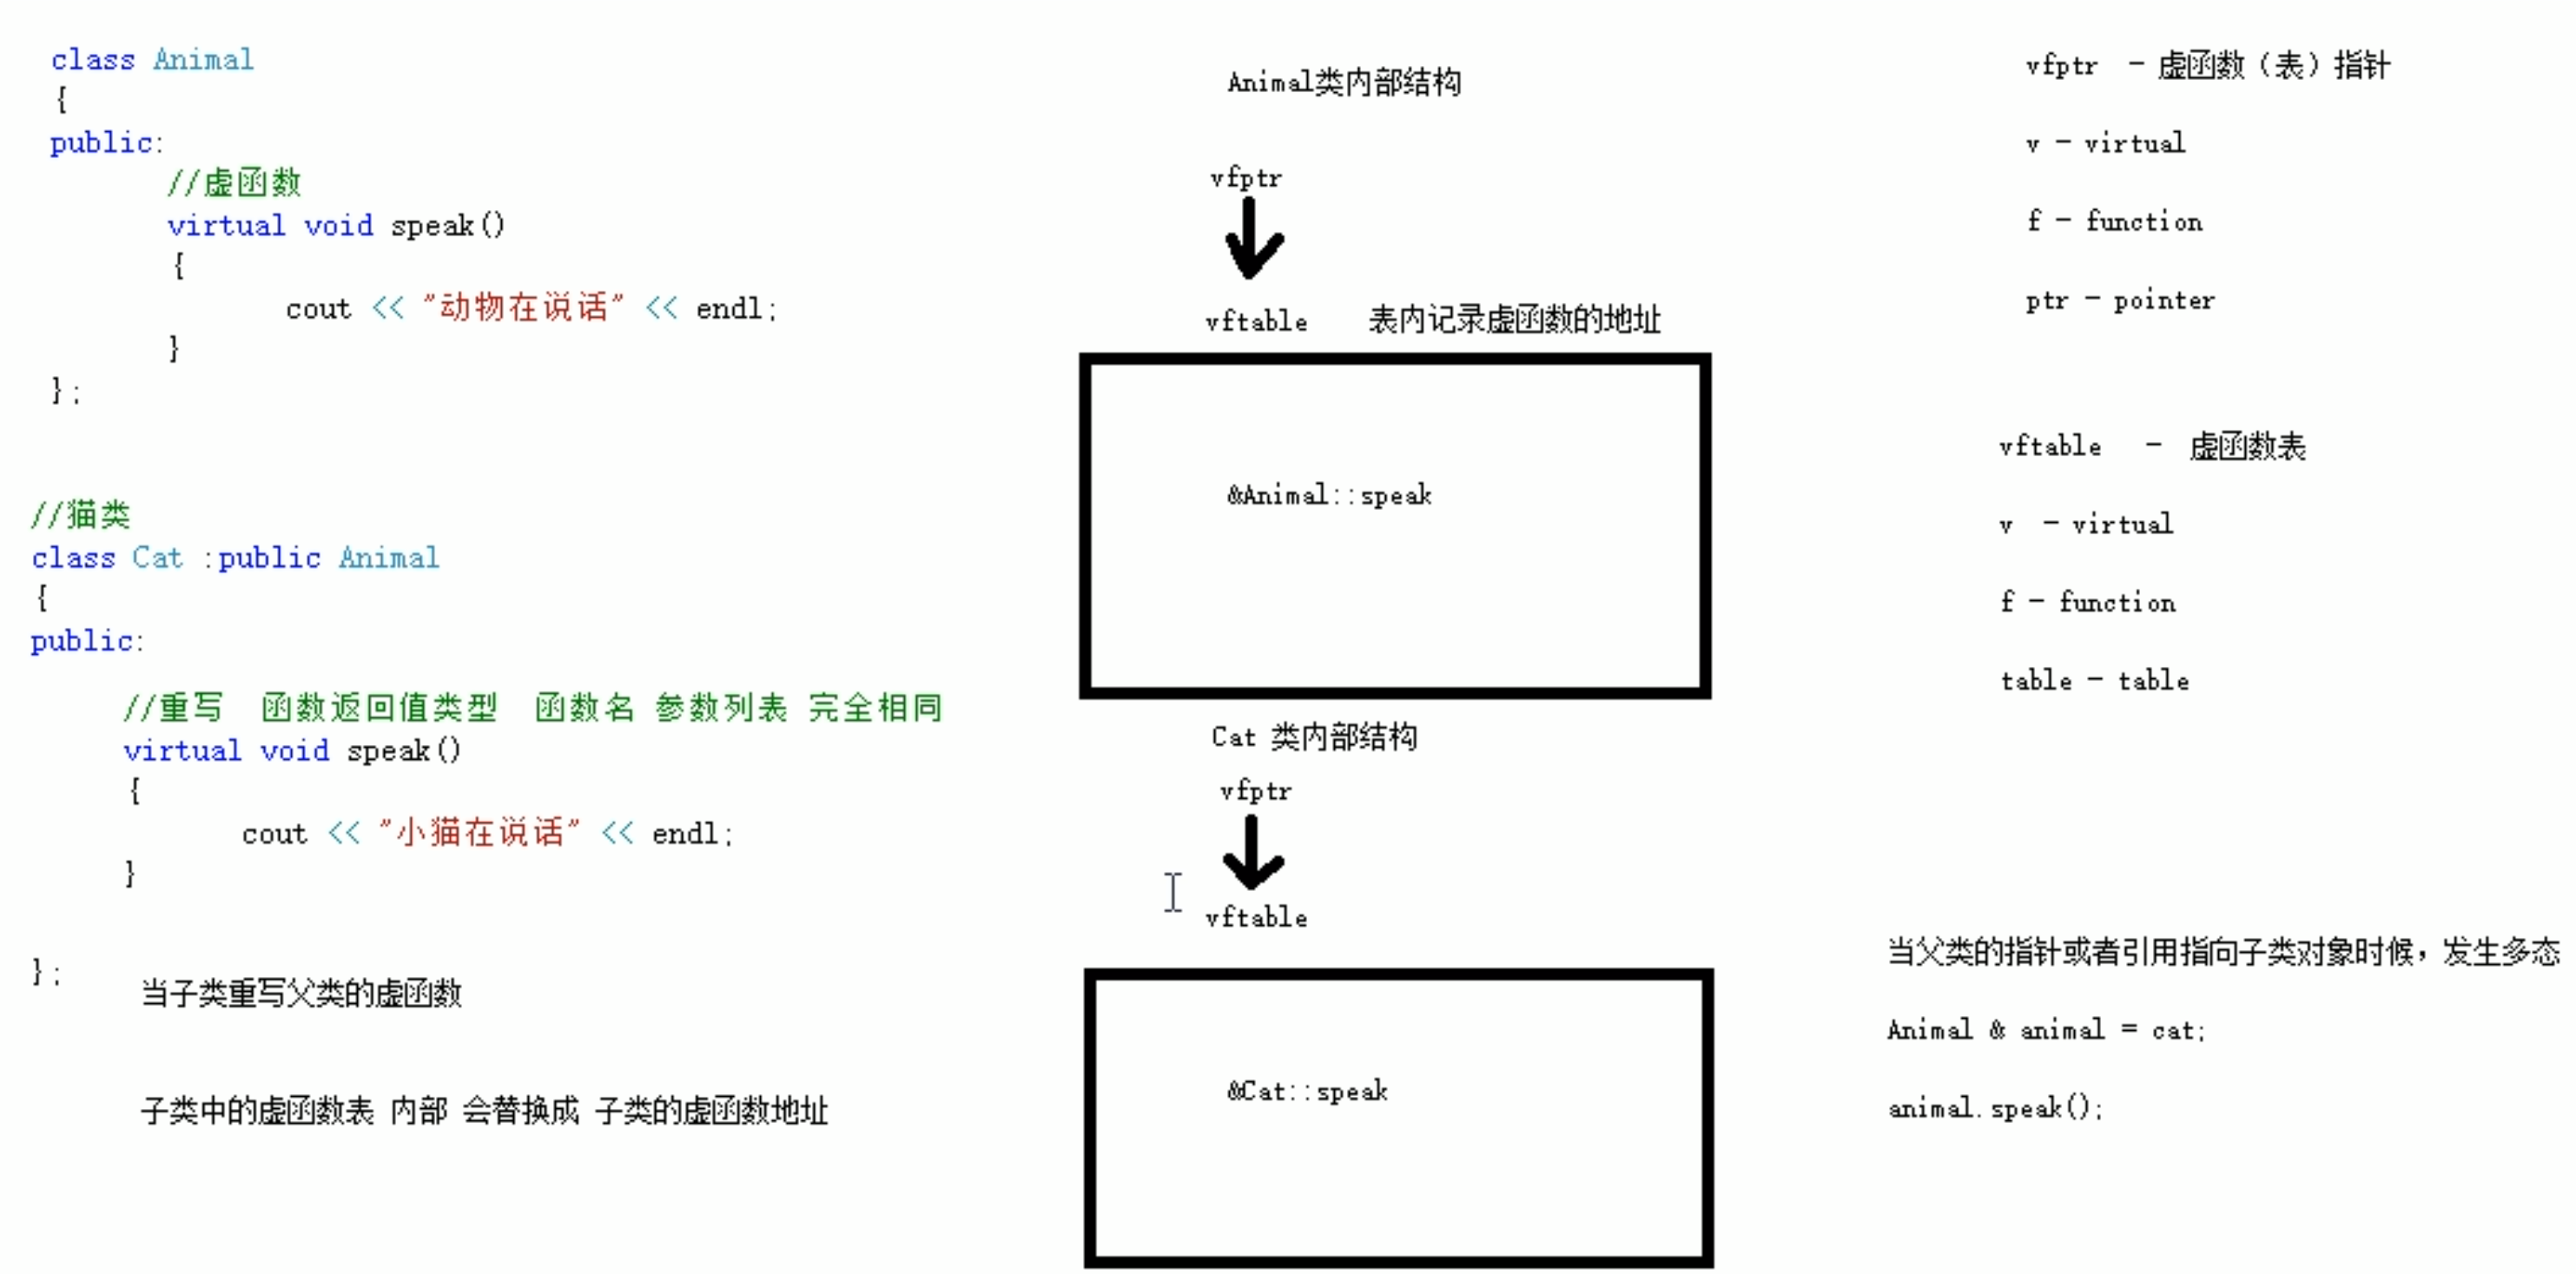 class Animal
{
public:
//虚函数
virtual void speak()
{
cout << "动物在说话" << endl;
}
};
//猫类
class Cat :public Animal
{
public:
//重写 函数返回值类型 函数名 参数列表 完全相同
virtual void speak()
{
cout << "小猫在说话" << endl;
}
};
当子类重写父类的虚函数
子类中的虚函数表 内部 会替换成 子类的虚函数地址
Animal类内部结构
vfptr
vftable 表内记录虚函数的地址
&Animal::speak
Cat 类内部结构
vfptr
vftable
&Cat::speak
vfptr - 虚函数（表）指针
v - virtual
f - function
ptr - pointer
vftable - 虚函数表
v - virtual
f - function
table - table
当父类的指针或者引用指向子类对象时候，发生多态
Animal & animal = cat;
animal.speak();